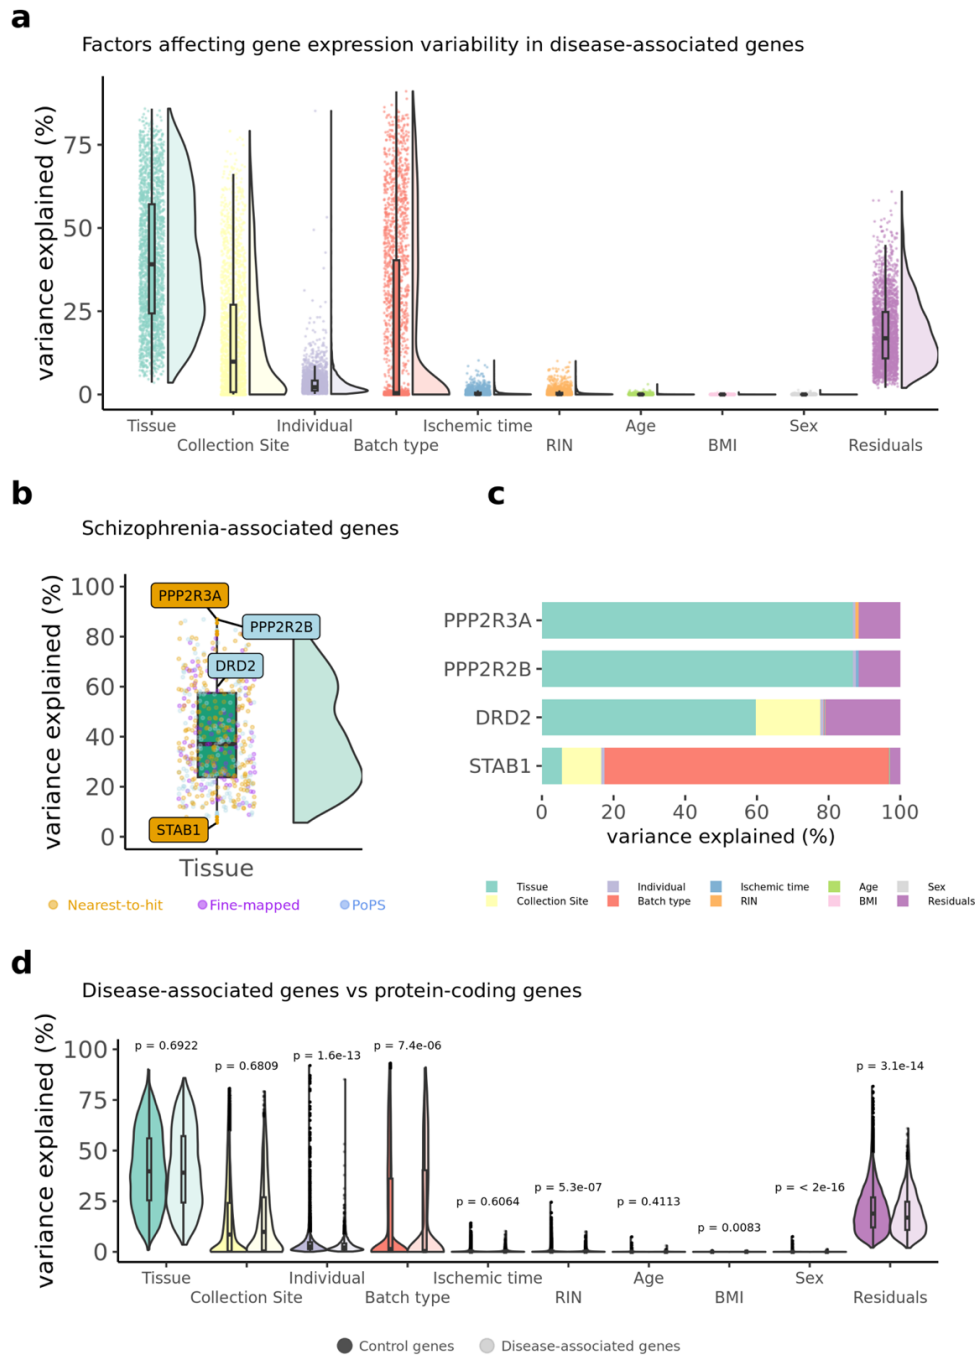 a
Factors affecting gene expression variability in disease-associated genes
variance explained (%)
75
50
25
0
Tissue
Collection Site
Individual
Batch type
Ischemic time
RIN
Age
BMI
Sex
Residuals
b
Schizophrenia-associated genes
variance explained (%)
100
80
60
40
20
0
PPP2R3A
PPP2R2B
DRD2
STAB1
Tissue
Nearest-to-hit
Fine-mapped
PoPS
c
PPP2R3A
PPP2R2B
DRD2
STAB1
0
20
40
60
80
100
variance explained (%)
Tissue
Individual
Ischemic time
Age
Sex
Collection Site
Batch type
RIN
BMI
Residuals
d
Disease-associated genes vs protein-coding genes
variance explained (%)
100
75
50
25
0
p = 0.6922
p = 0.6809
p = 1.6e-13
p = 7.4e-06
p = 0.6064
p = 5.3e-07
p = 0.4113
p = 0.0083
p = < 2e-16
p = 3.1e-14
Tissue
Collection Site
Individual
Batch type
Ischemic time
RIN
Age
BMI
Sex
Residuals
Control genes
Disease-associated genes